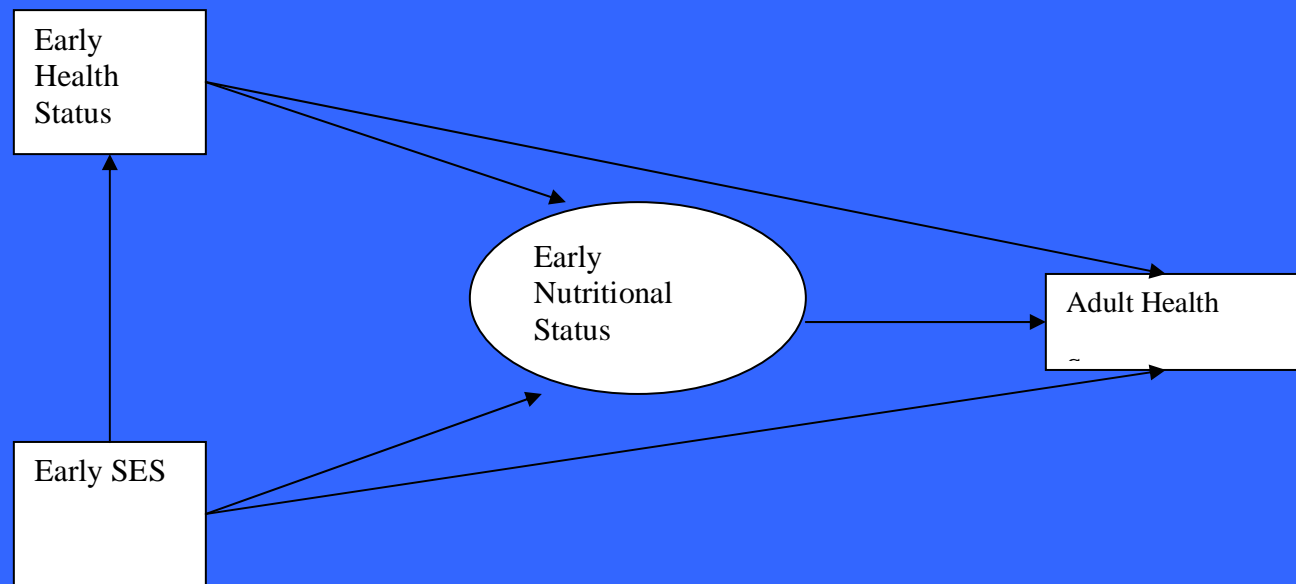 Early
Health
Status
Early
Nutritional
Status
Adult Health
Early SES